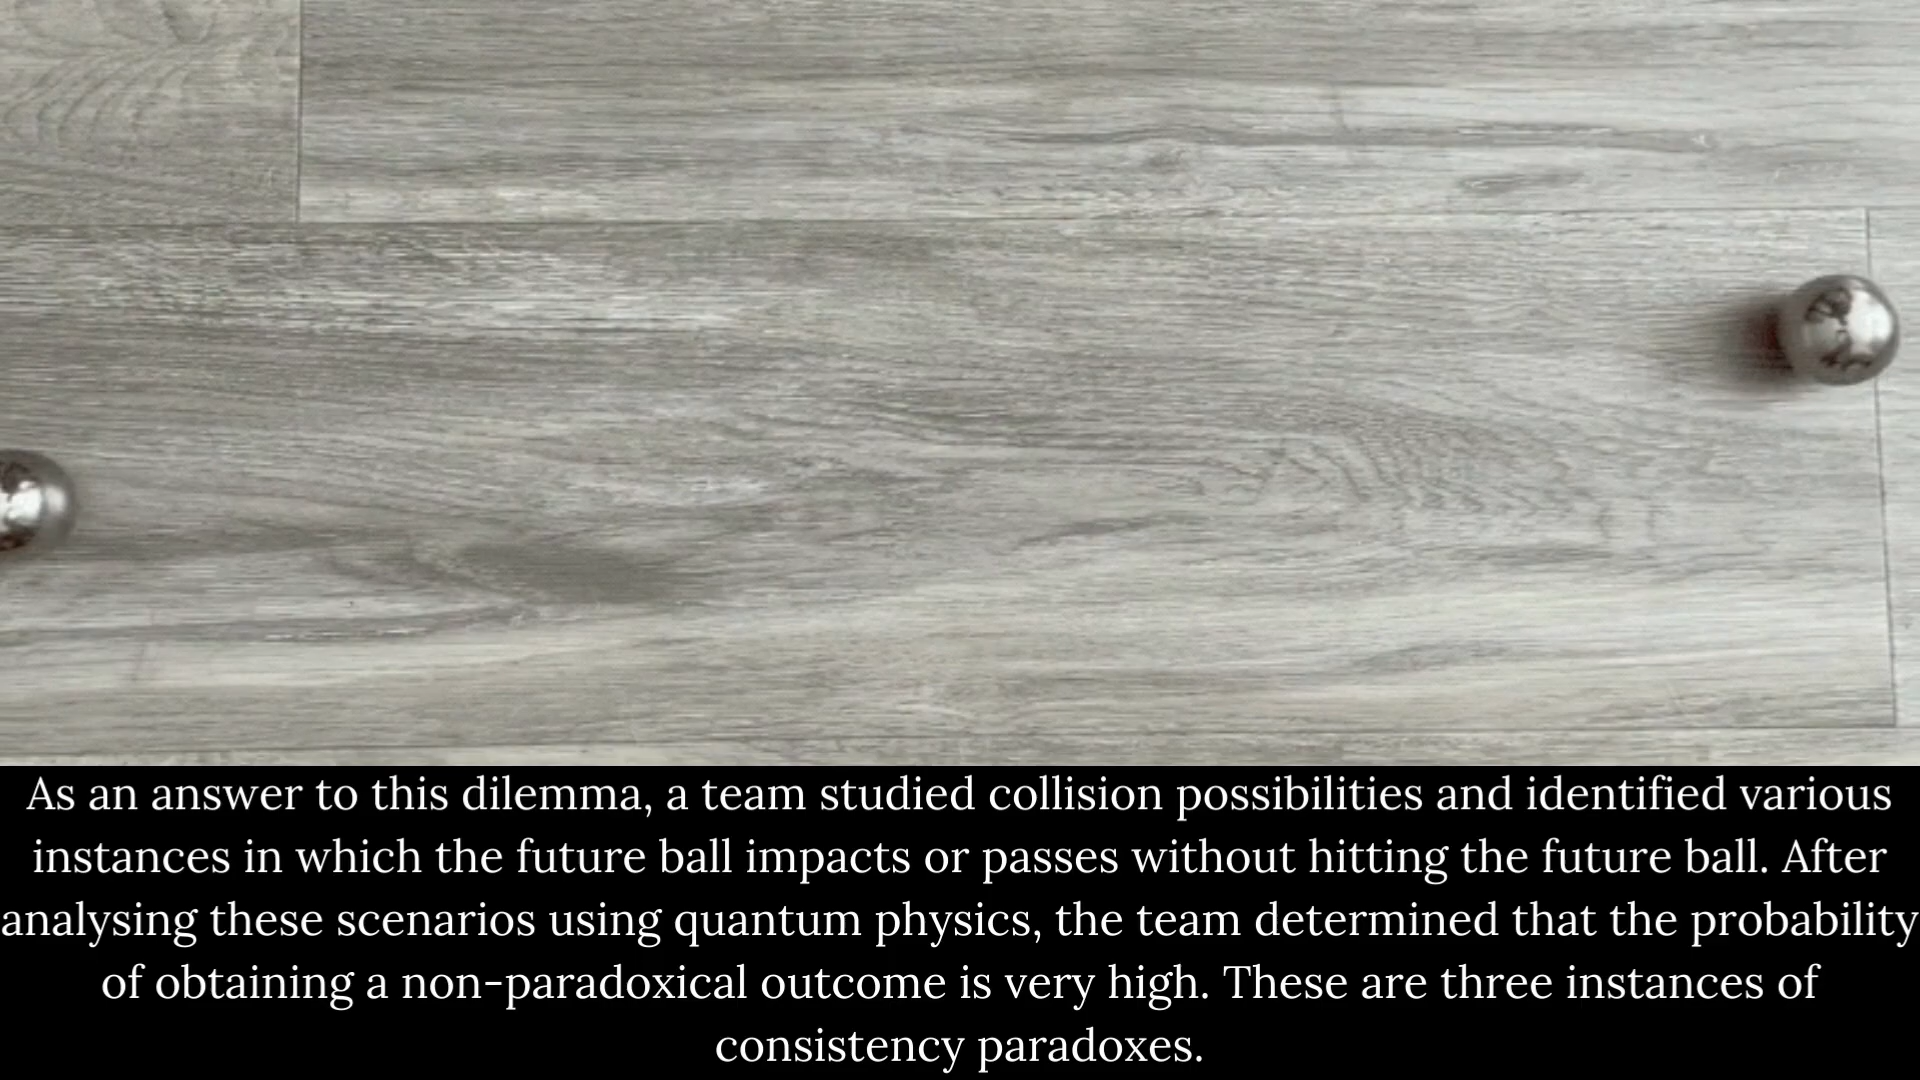 As an answer to this dilemma, a team studied collision possibilities and identified various
instances in which the future ball impacts or passes without hitting the future ball. After
analysing these scenarios using quantum physics, the team determined that the probability
of obtaining a non-paradoxical outcome is very high. These are three instances of
consistency paradoxes.